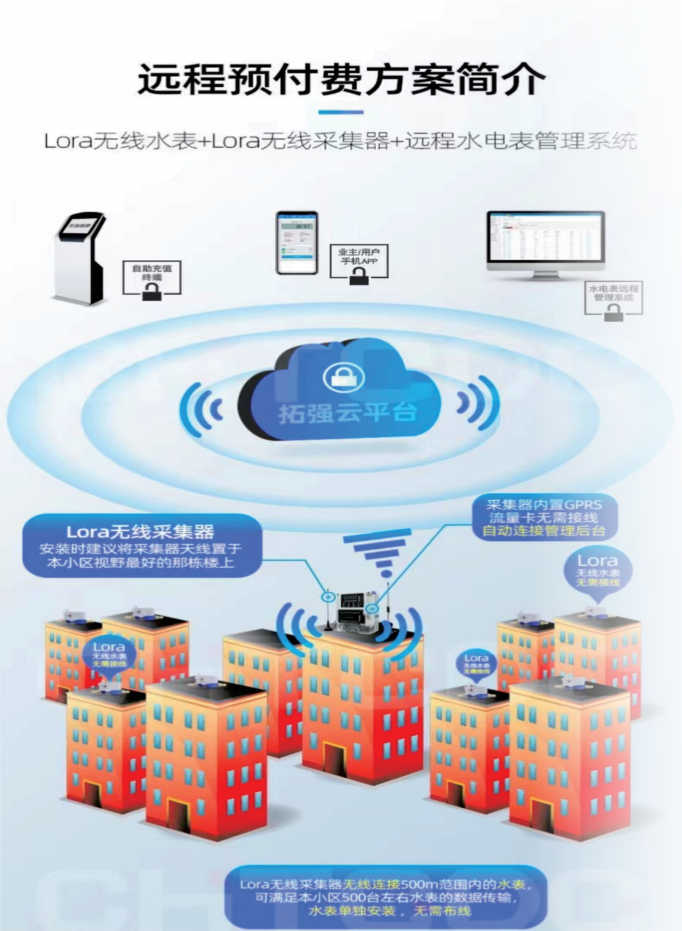 远程预付费方案简介
Lora无线水表+Lora无线采集器+远程水电表管理系统
自助充值
终端
业主/用户
手机APP
水电表远程
管理系统
拓强云平台
Lora无线采集器
安装时建议将采集器天线置于
本小区视野最好的那栋楼上
采集器内置GPRS
流量卡无需接线
自动连接管理后台
Lora
无线水表
无需接线
Lora
无线水表
无需接线
Lora
无线水表
无需接线
Lora无线采集器无线连接500m范围内的水表，
可满足本小区500台左右水表的数据传输，
水表单独安装，无需布线